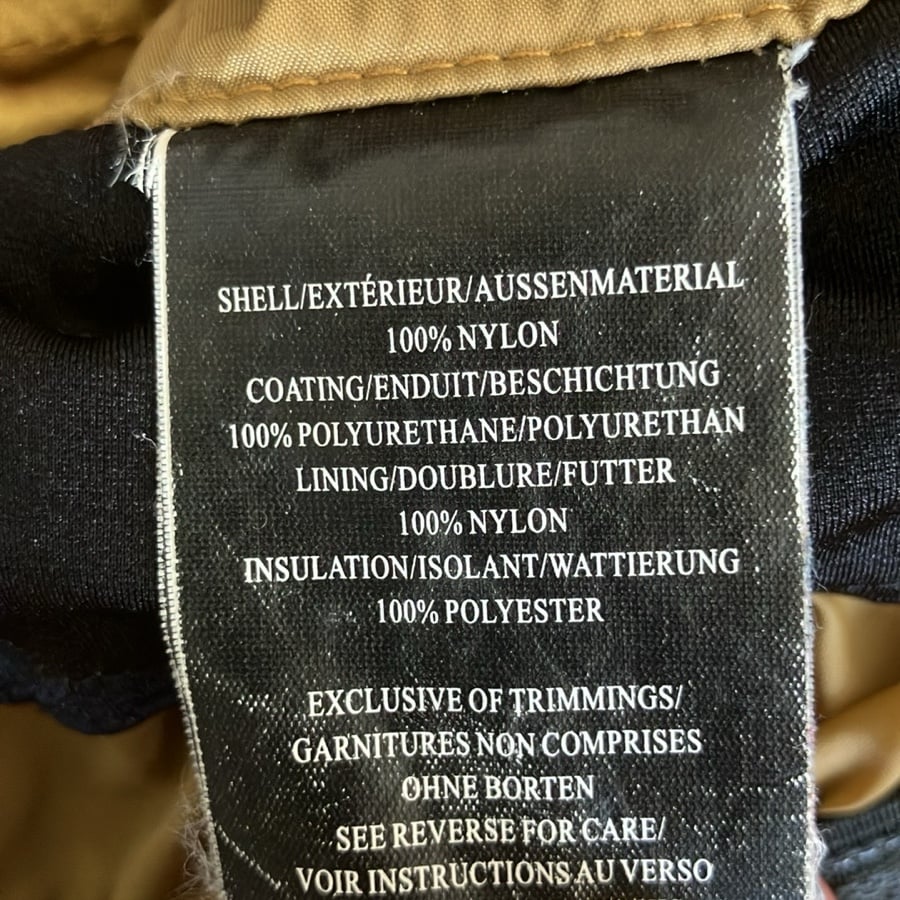 SHELL/EXTÉRIEUR/AUSSENMATERIAL
100% NYLON
COATING/ENDUIT/BESCHICHTUNG
100% POLYURETHANE/POLYURETHAN
LINING/DOUBLURE/FUTTER
100% NYLON
INSULATION/ISOLANT/WATTIERUNG
100% POLYESTER
EXCLUSIVE OF TRIMMINGS/
GARNITURES NON COMPRISES
OHNE BORTEN
SEE REVERSE FOR CARE/
VOIR INSTRUCTIONS AU VERSO